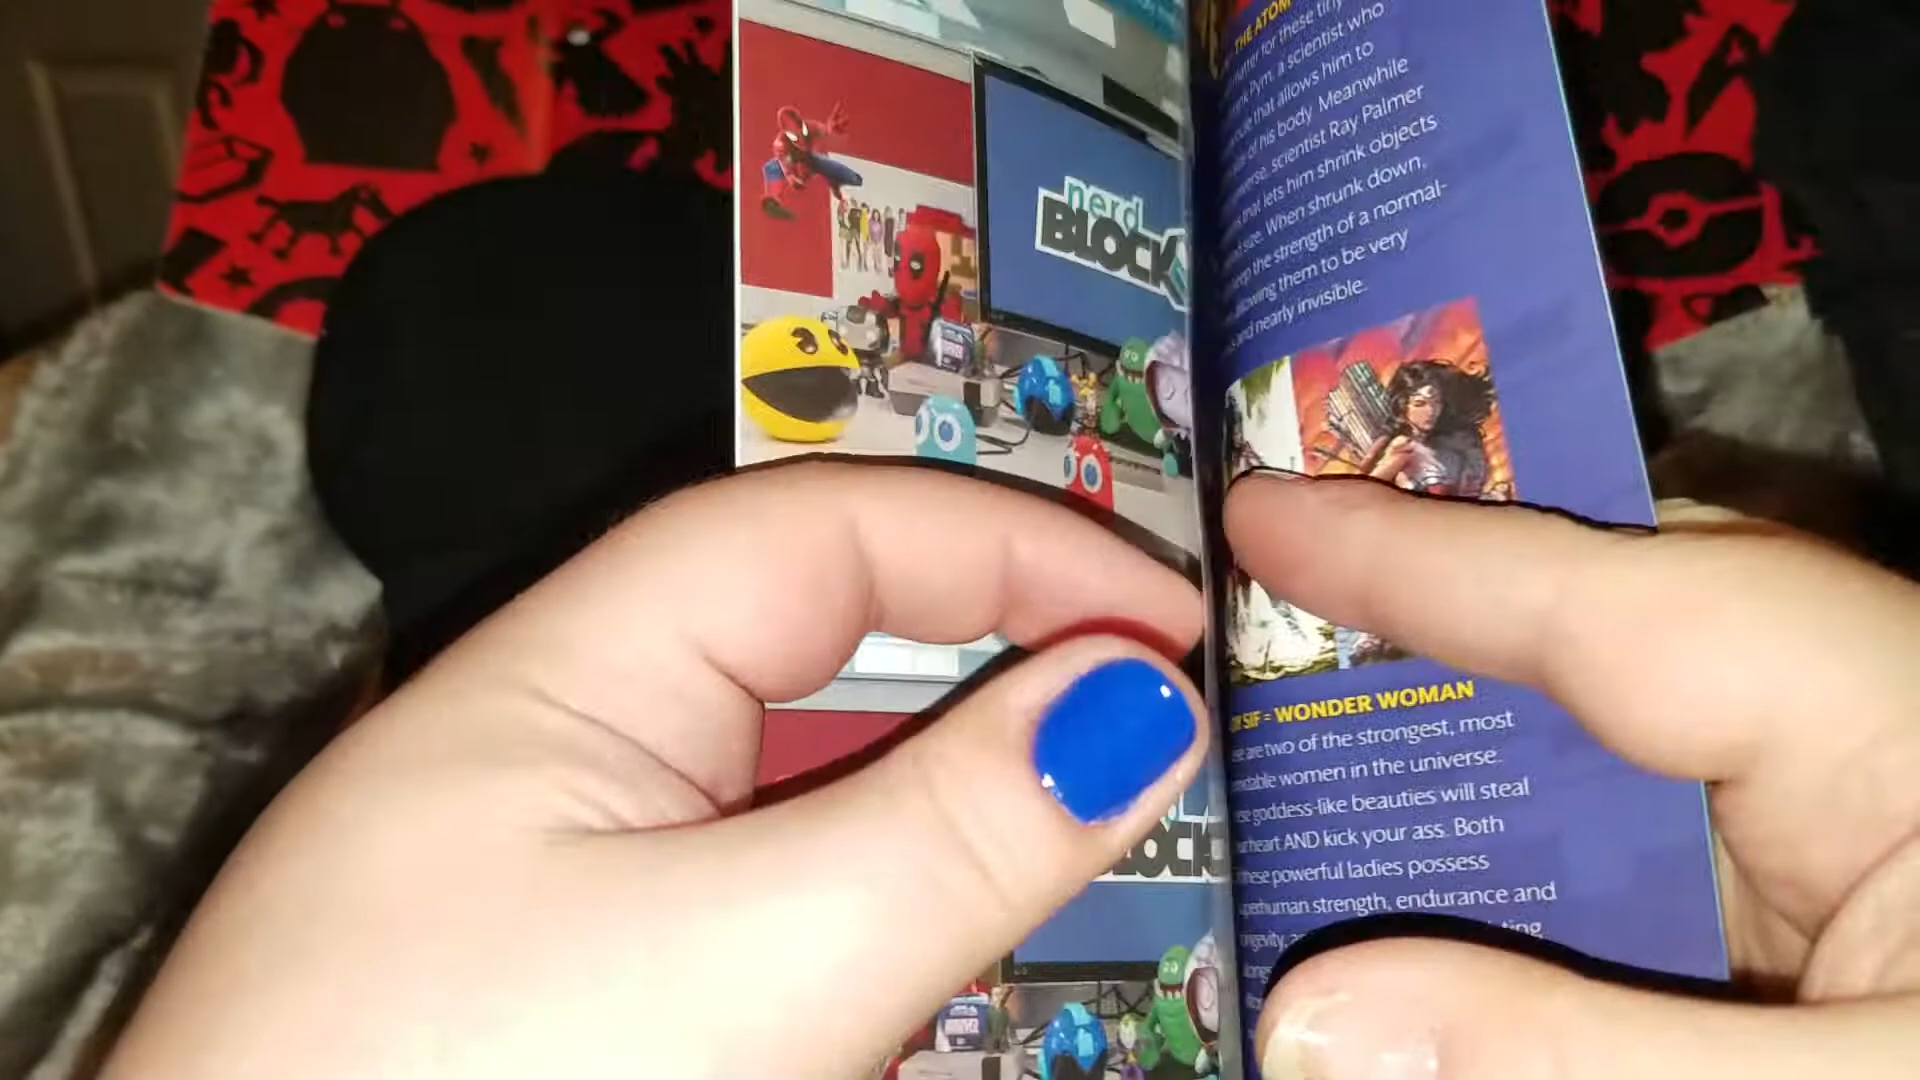 nerd
BLOCK
THE ATOM
for these tiny
Pym, a scientist who
that allows him to
of his body. Meanwhile
scientist Ray Palmer
that lets him shrink objects
size. When shrunk down,
the strength of a normal-
allowing them to be very
and nearly invisible.
SIF = WONDER WOMAN
are two of the strongest, most
women in the universe.
goddess-like beauties will steal
heart AND kick your ass. Both
these powerful ladies possess
strength, endurance and
BLOCK
MARVEL